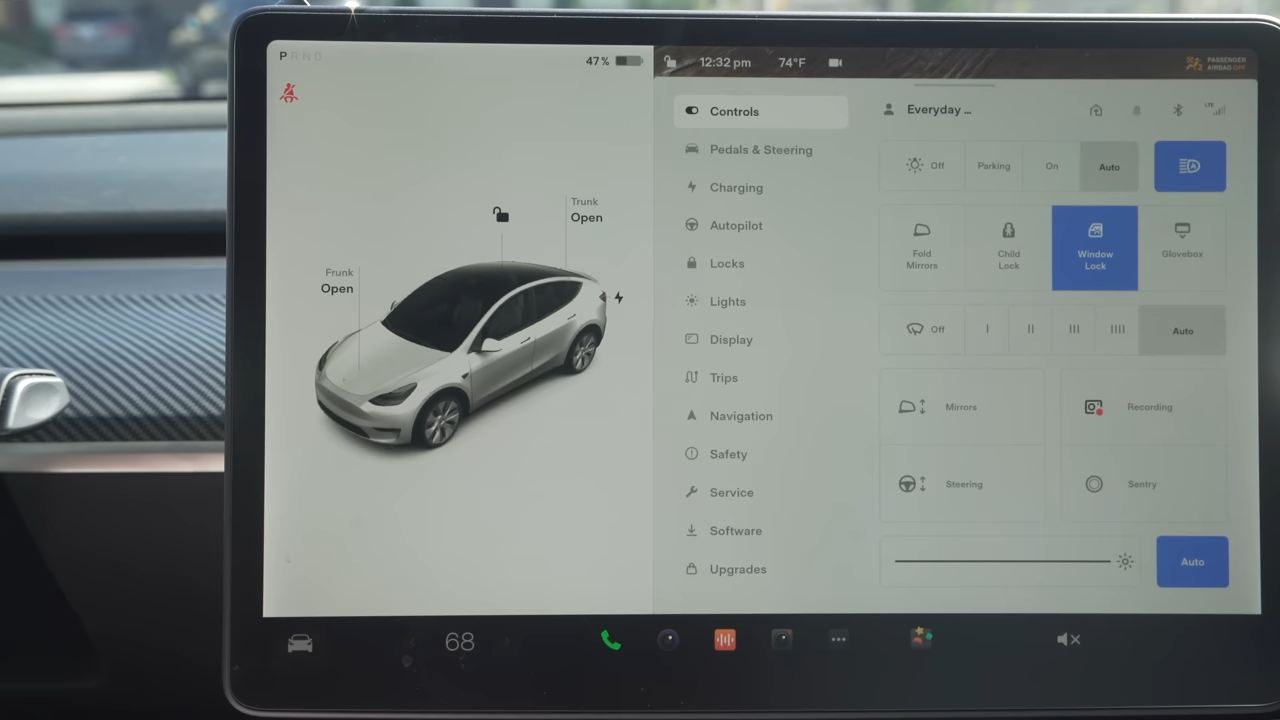 P R N D
47%
12:32 pm
74°F
PASSENGER
AIRBAG OFF
Trunk
Open
Frunk
Open
Controls
Pedals & Steering
Charging
Autopilot
Locks
Lights
Display
Trips
Navigation
Safety
Service
Software
Upgrades
Everyday ...
LTE
Off
Parking
On
Auto
Fold
Mirrors
Child
Lock
Window
Lock
Glovebox
Off
I
II
III
IIII
Auto
Mirrors
Recording
Steering
Sentry
Auto
68